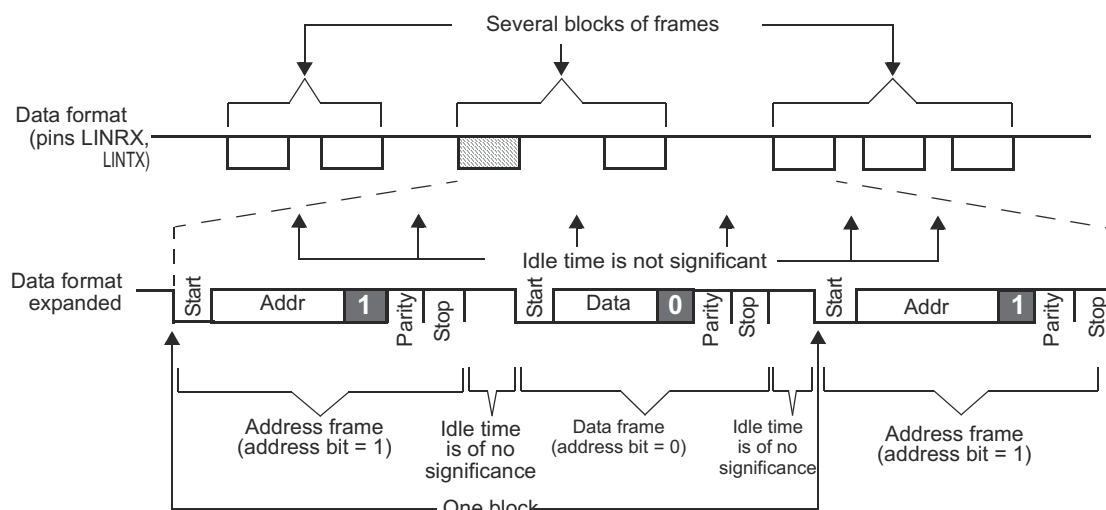 Several blocks of frames
Data format
(pins LINRX,
LINTX)
Idle time is not significant
Data format
expanded
Start
Addr
1
Parity
Stop
Start
Data
0
Parity
Stop
Start
Addr
1
Parity
Stop
Address frame
(address bit = 1)
Idle time
is of no
significance
Data frame
(address bit = 0)
Idle time
is of no
significance
Address frame
(address bit = 1)
One block